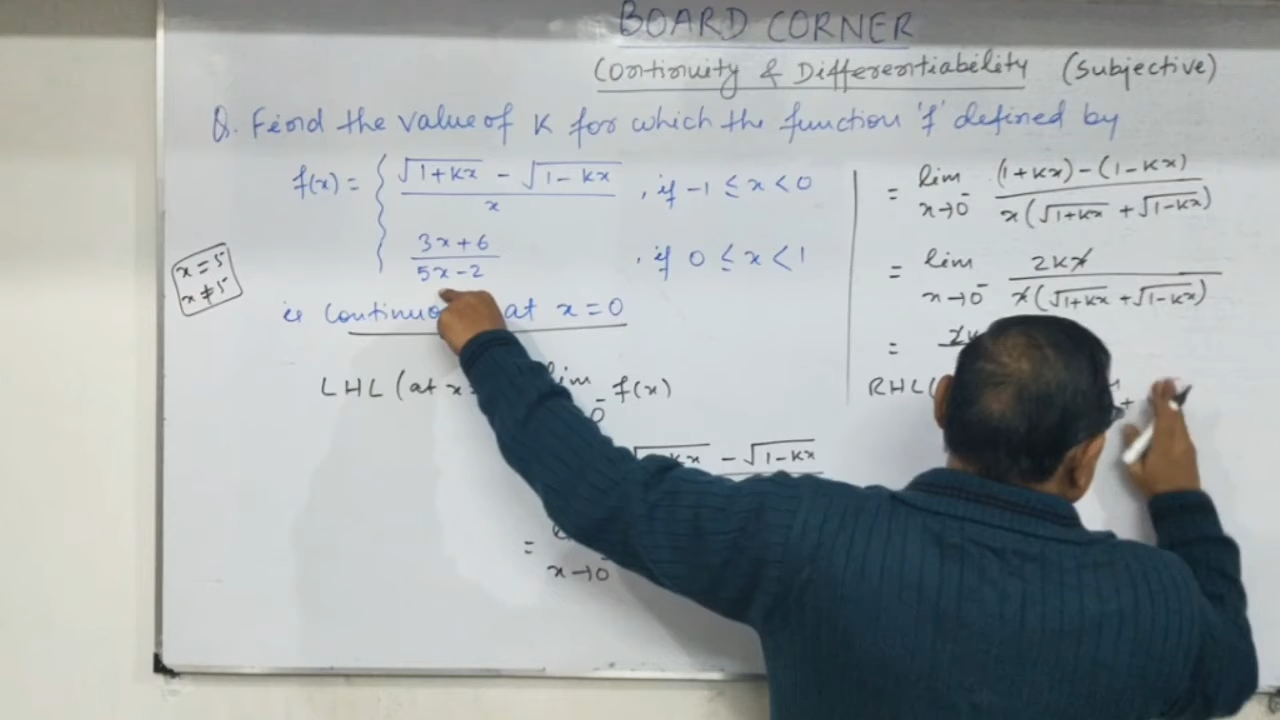 BOARD CORNER
Continuity & Differentiability (Subjective)
Q. Find the value of K for which the function 'f' defined by
f(x) = { √(1+Kx) - √(1-Kx) / x , if -1 ≤ x < 0
3x+6 / 5x-2 , if 0 ≤ x < 1
is at x = 0
x = 5
x ≠ 5
LHL (at x f(x)
- √(1-Kx)
=
x→0
= lim x→0⁻ (1+Kx) - (1-Kx) / x(√(1+Kx) + √(1-Kx))
= lim x→0⁻ 2Kx / x(√(1+Kx) + √(1-Kx))
=
RHL(